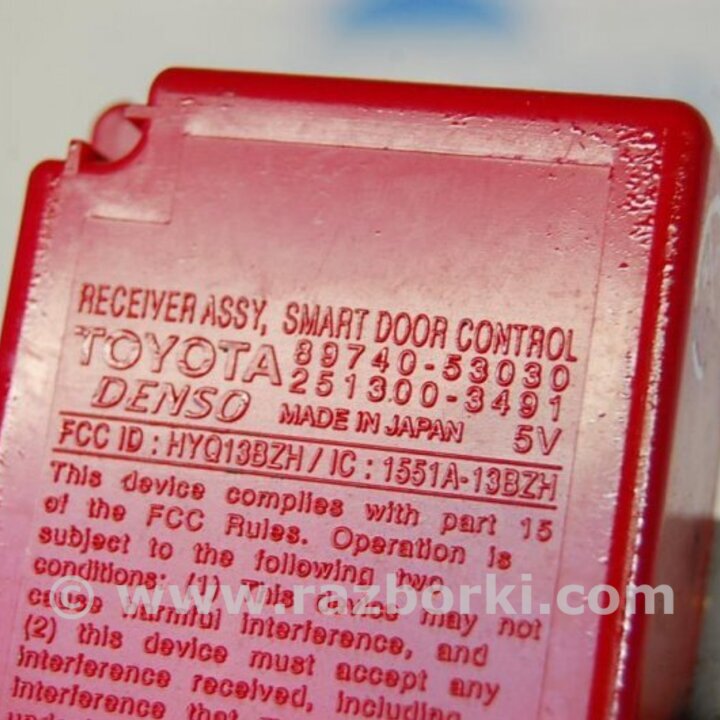 RECEIVER ASSY, SMART DOOR CONTROL
TOYOTA 89740-53030
DENSO 251300-3491
MADE IN JAPAN 5V
FCC ID : HYQ13BZH / IC : 1551A-13BZH
This device complies with part 15
of the FCC Rules. Operation is
subject to the following two
conditions: (1) This device may not
© www.razborki.com
cause harmful interference, and
(2) this device must accept any
interference received, including
interference that